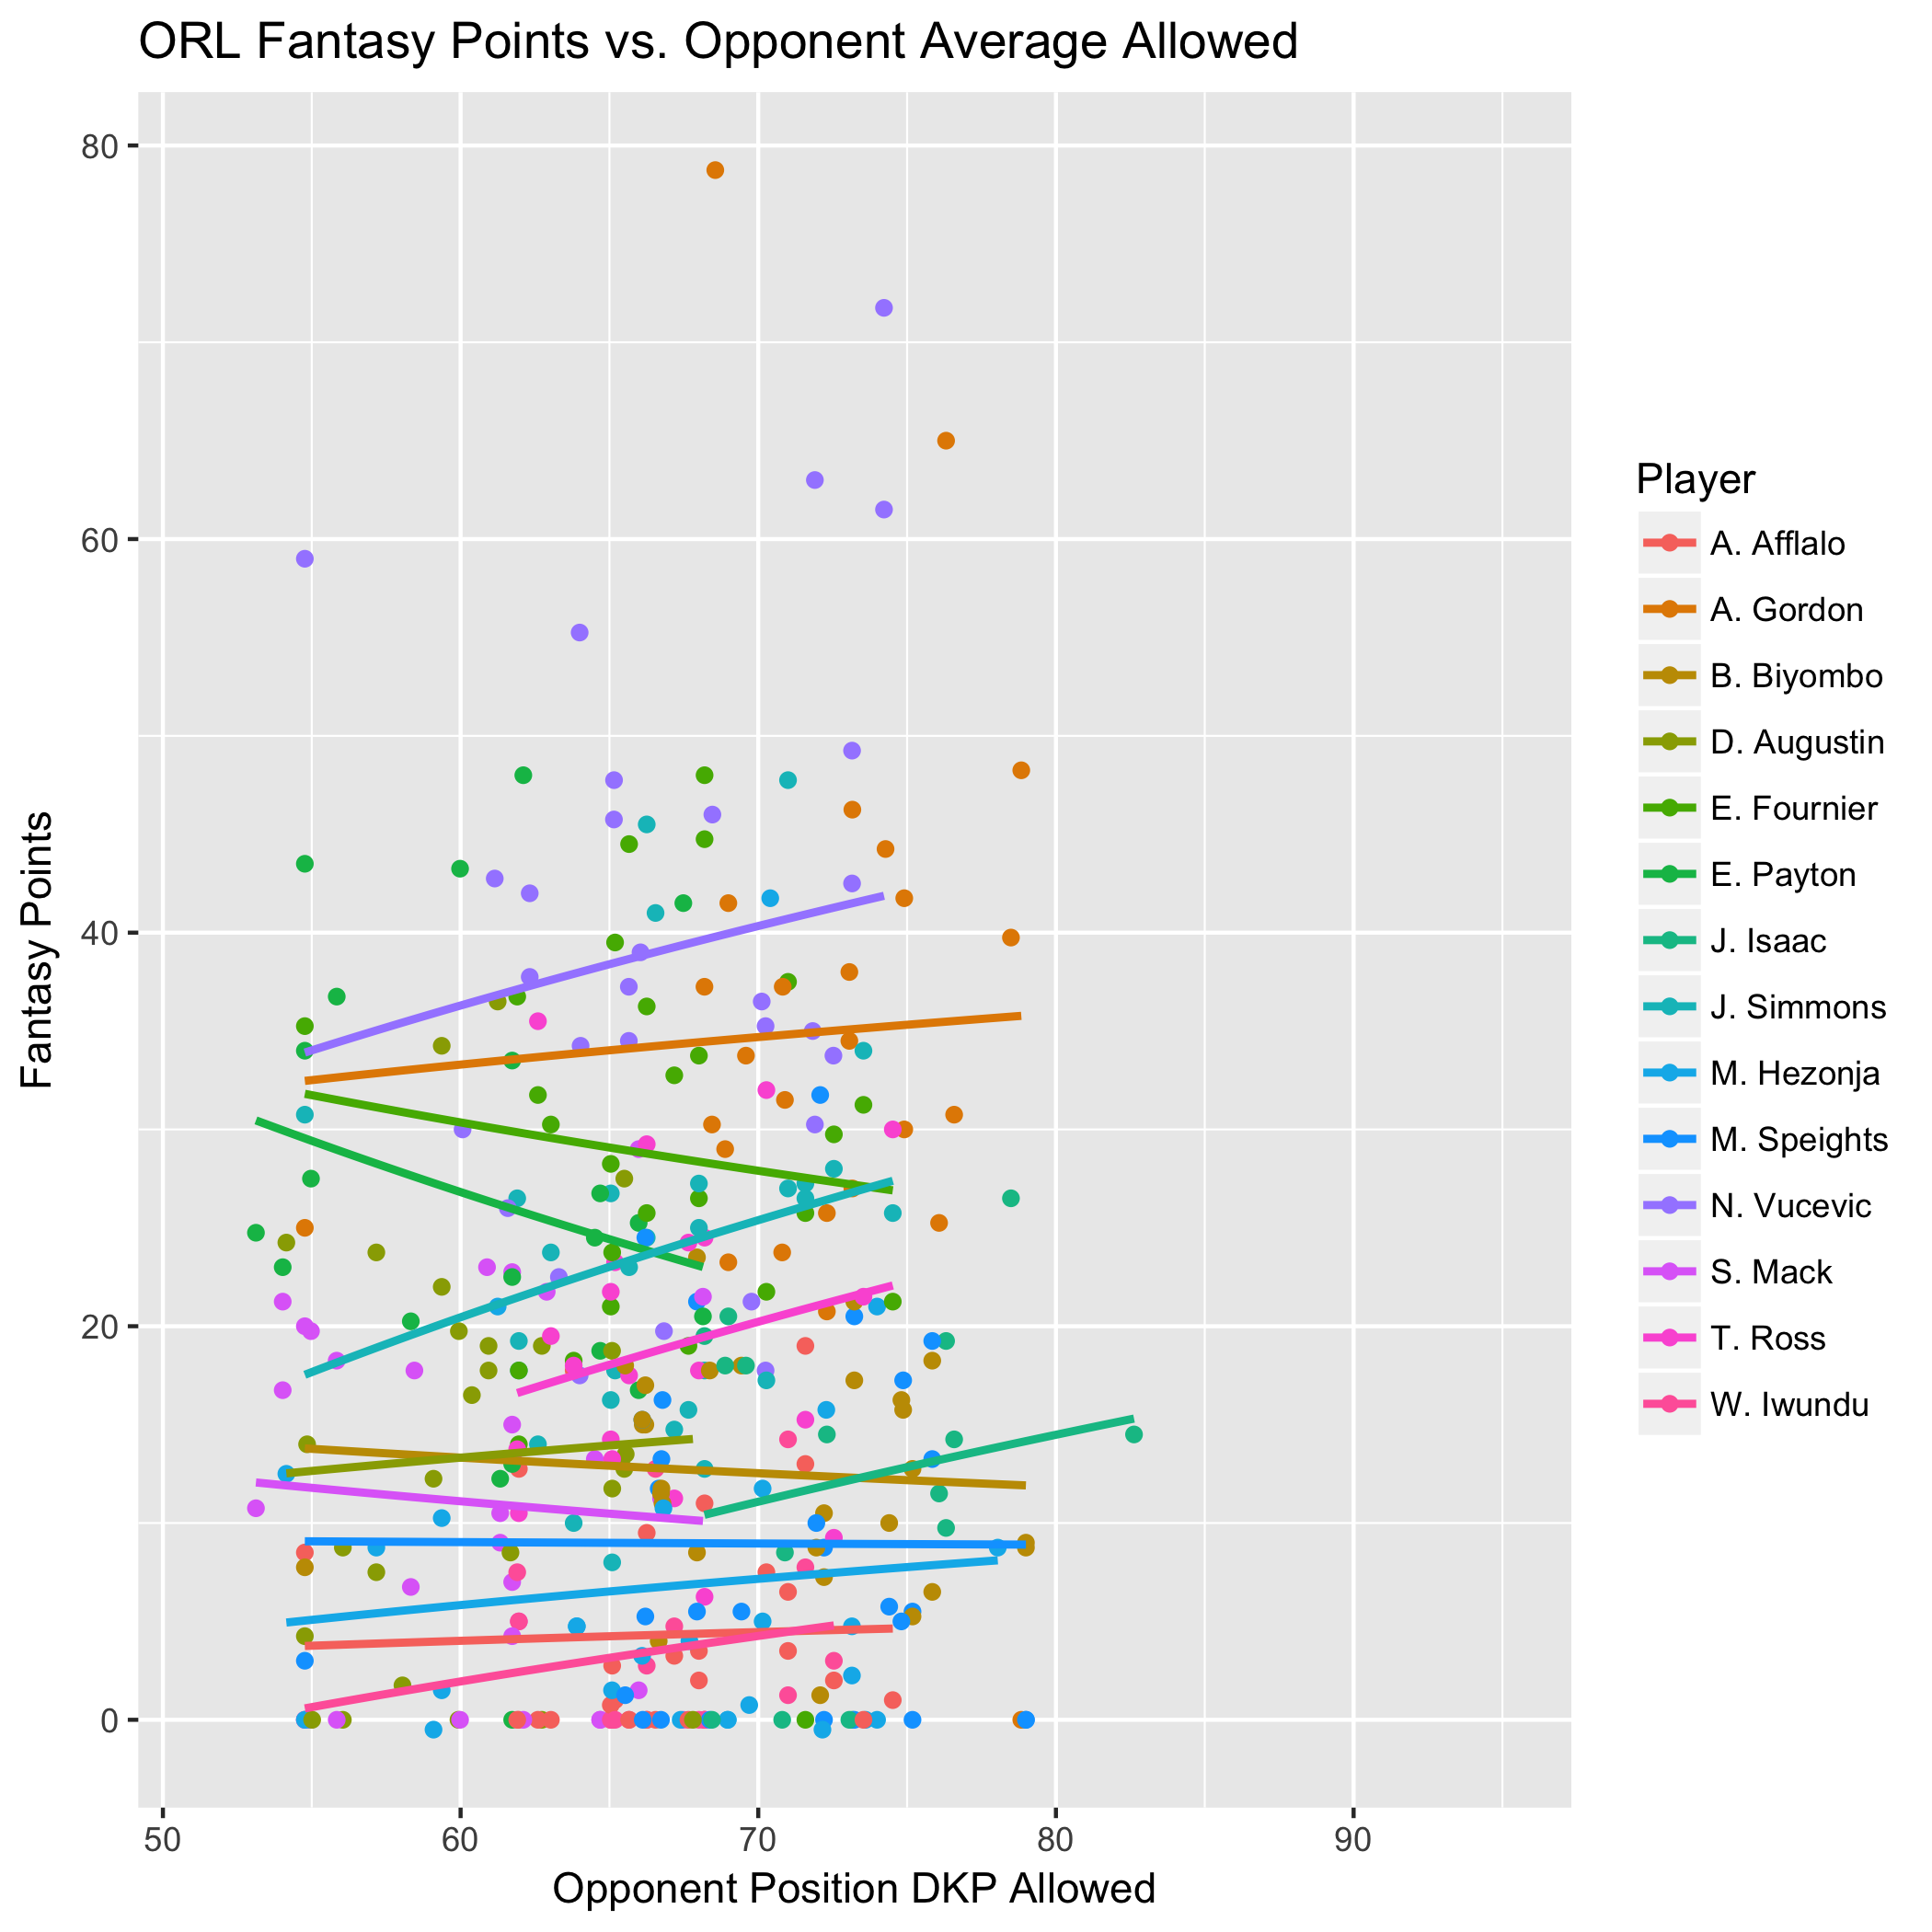 ORL Fantasy Points vs. Opponent Average Allowed
80
60
40
20
0
Fantasy Points
50 60 70 80 90
Opponent Position DKP Allowed
Player
A. Afflalo
A. Gordon
B. Biyombo
D. Augustin
E. Fournier
E. Payton
J. Isaac
J. Simmons
M. Hezonja
M. Speights
N. Vucevic
S. Mack
T. Ross
W. Iwundu